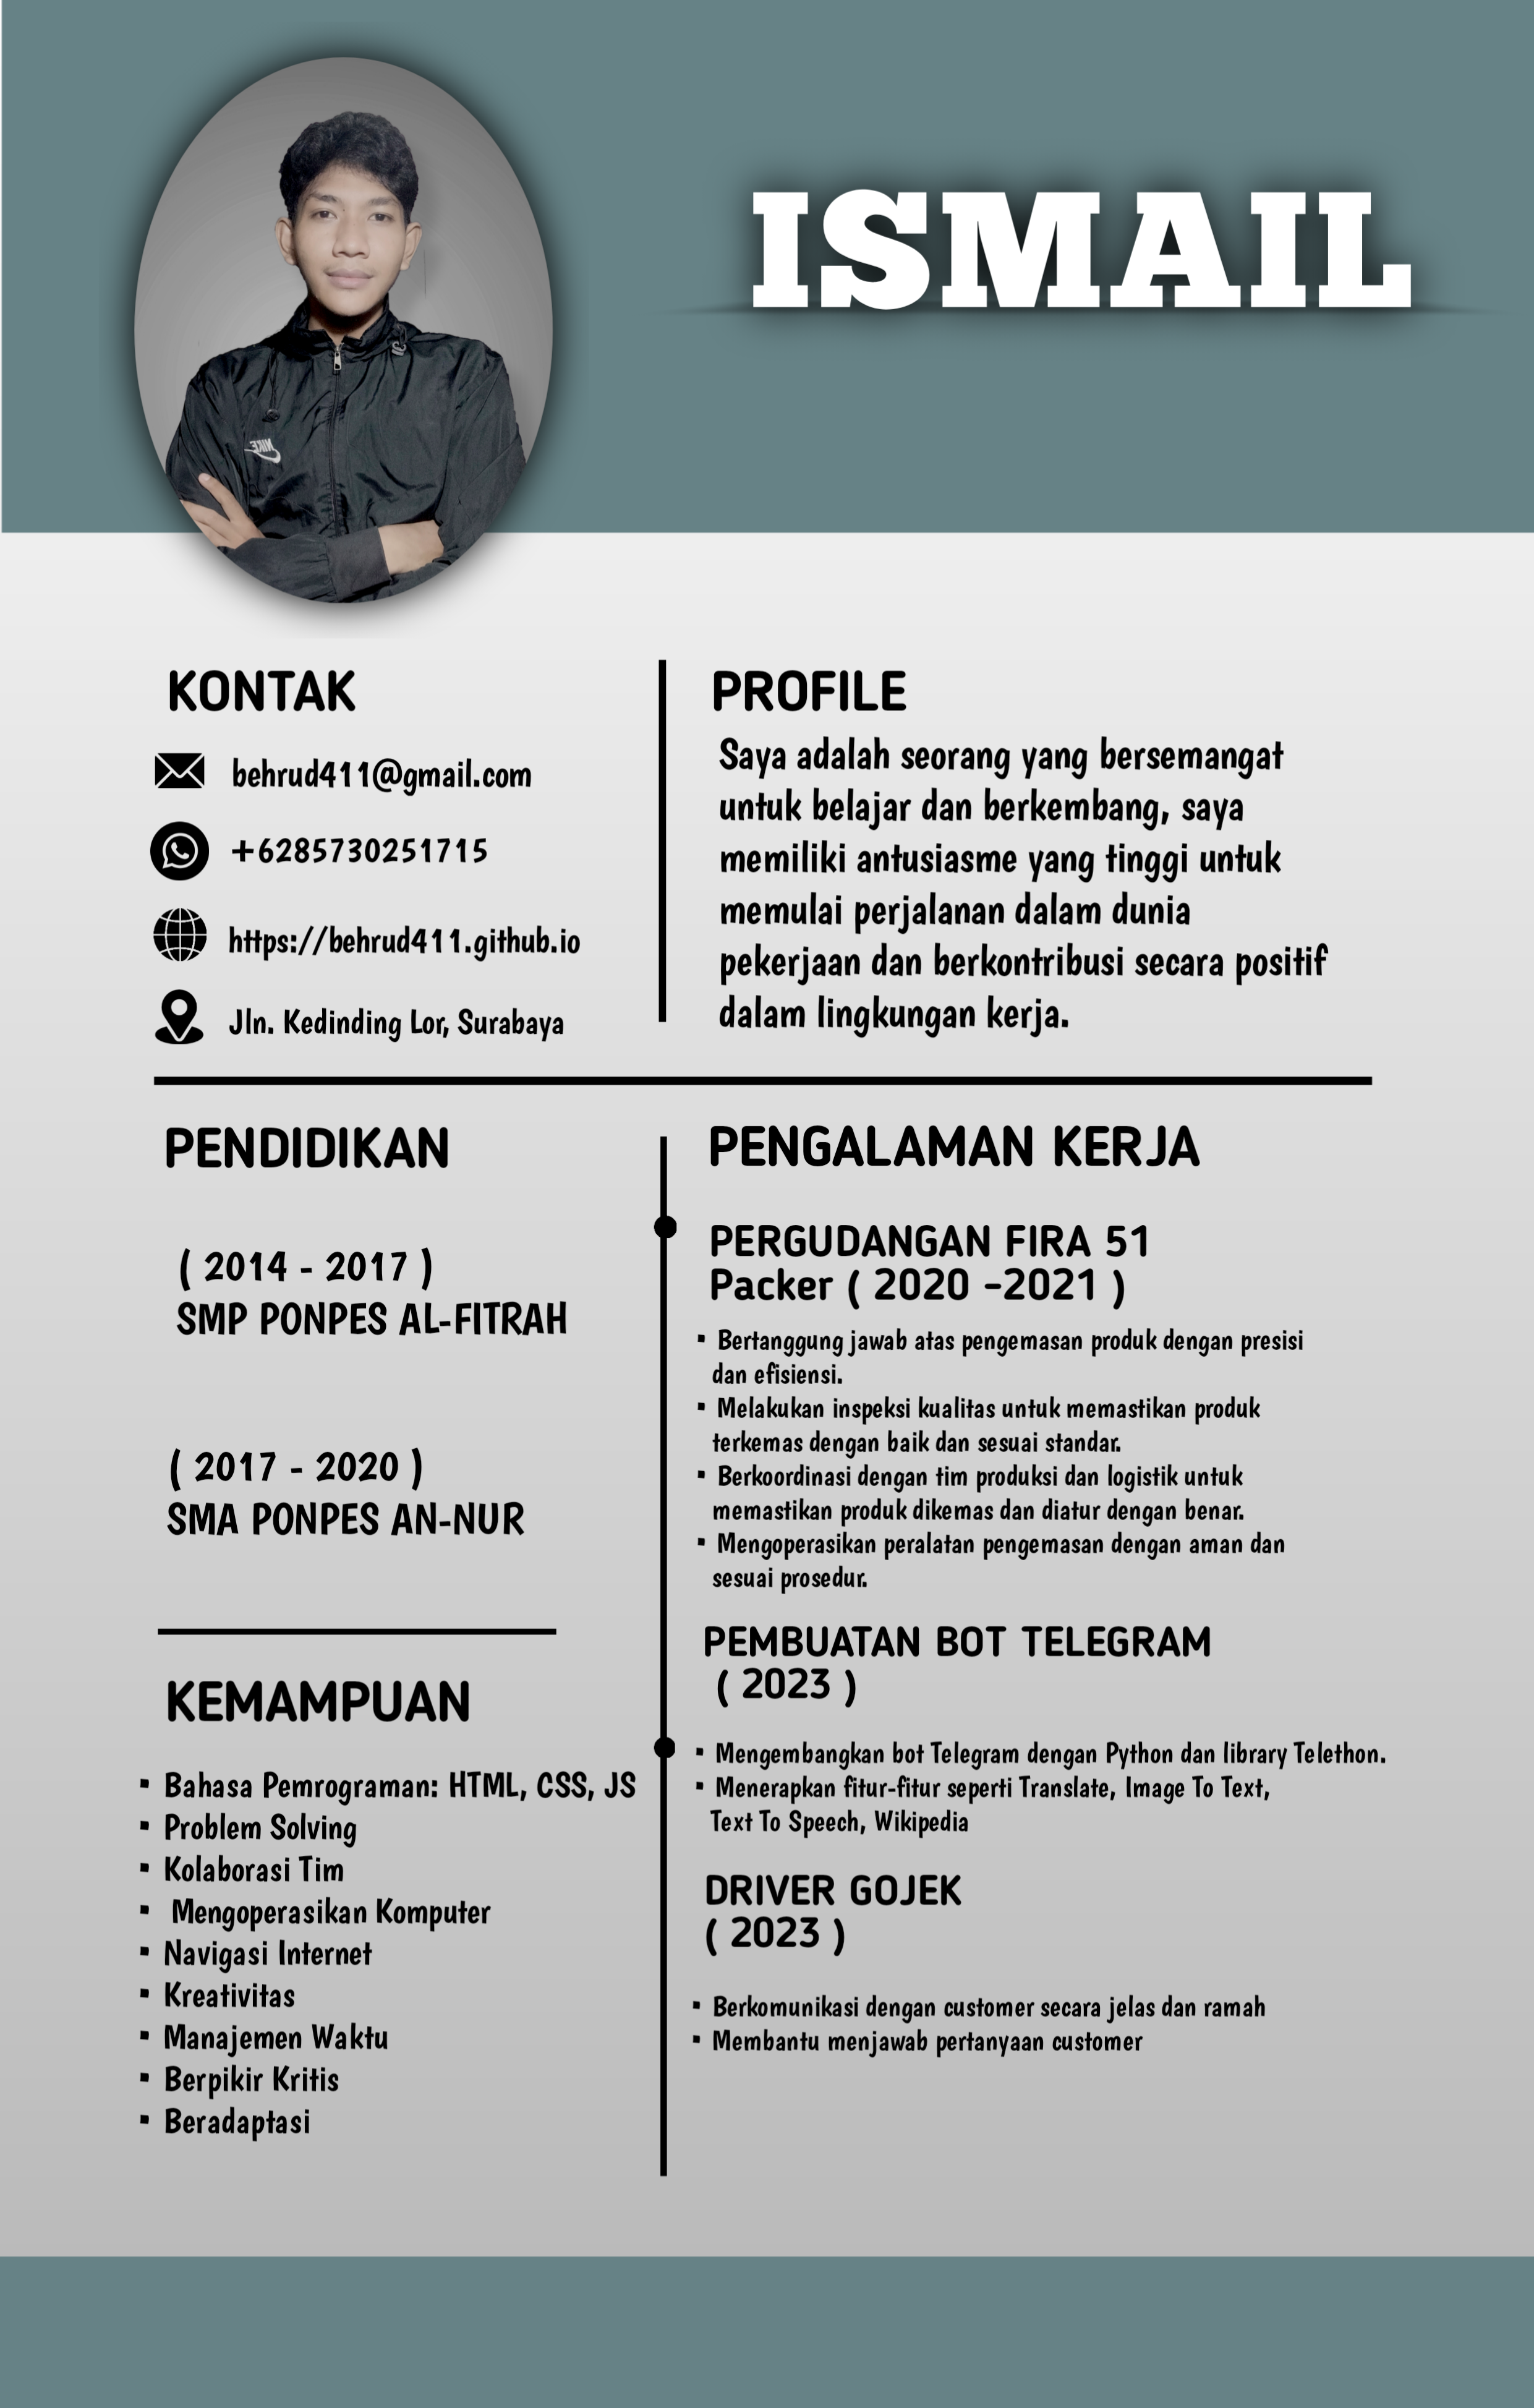 ISMAIL
NIKE
KONTAK
behrud411@gmail.com
+6285730251715
https://behrud411.github.io
Jln. Kedinding Lor, Surabaya
PROFILE
Saya adalah seorang yang bersemangat
untuk belajar dan berkembang, saya
memiliki antusiasme yang tinggi untuk
memulai perjalanan dalam dunia
pekerjaan dan berkontribusi secara positif
dalam lingkungan kerja.
PENDIDIKAN
( 2014 - 2017 )
SMP PONPES AL-FITRAH
( 2017 - 2020 )
SMA PONPES AN-NUR
KEMAMPUAN
▪ Bahasa Pemrograman: HTML, CSS, JS
▪ Problem Solving
▪ Kolaborasi Tim
▪ Mengoperasikan Komputer
▪ Navigasi Internet
▪ Kreativitas
▪ Manajemen Waktu
▪ Berpikir Kritis
▪ Beradaptasi
PENGALAMAN KERJA
PERGUDANGAN FIRA 51
Packer ( 2020 -2021 )
▪ Bertanggung jawab atas pengemasan produk dengan presisi
dan efisiensi.
▪ Melakukan inspeksi kualitas untuk memastikan produk
terkemas dengan baik dan sesuai standar.
▪ Berkoordinasi dengan tim produksi dan logistik untuk
memastikan produk dikemas dan diatur dengan benar.
▪ Mengoperasikan peralatan pengemasan dengan aman dan
sesuai prosedur.
PEMBUATAN BOT TELEGRAM
( 2023 )
▪ Mengembangkan bot Telegram dengan Python dan library Telethon.
▪ Menerapkan fitur-fitur seperti Translate, Image To Text,
Text To Speech, Wikipedia
DRIVER GOJEK
( 2023 )
▪ Berkomunikasi dengan customer secara jelas dan ramah
▪ Membantu menjawab pertanyaan customer